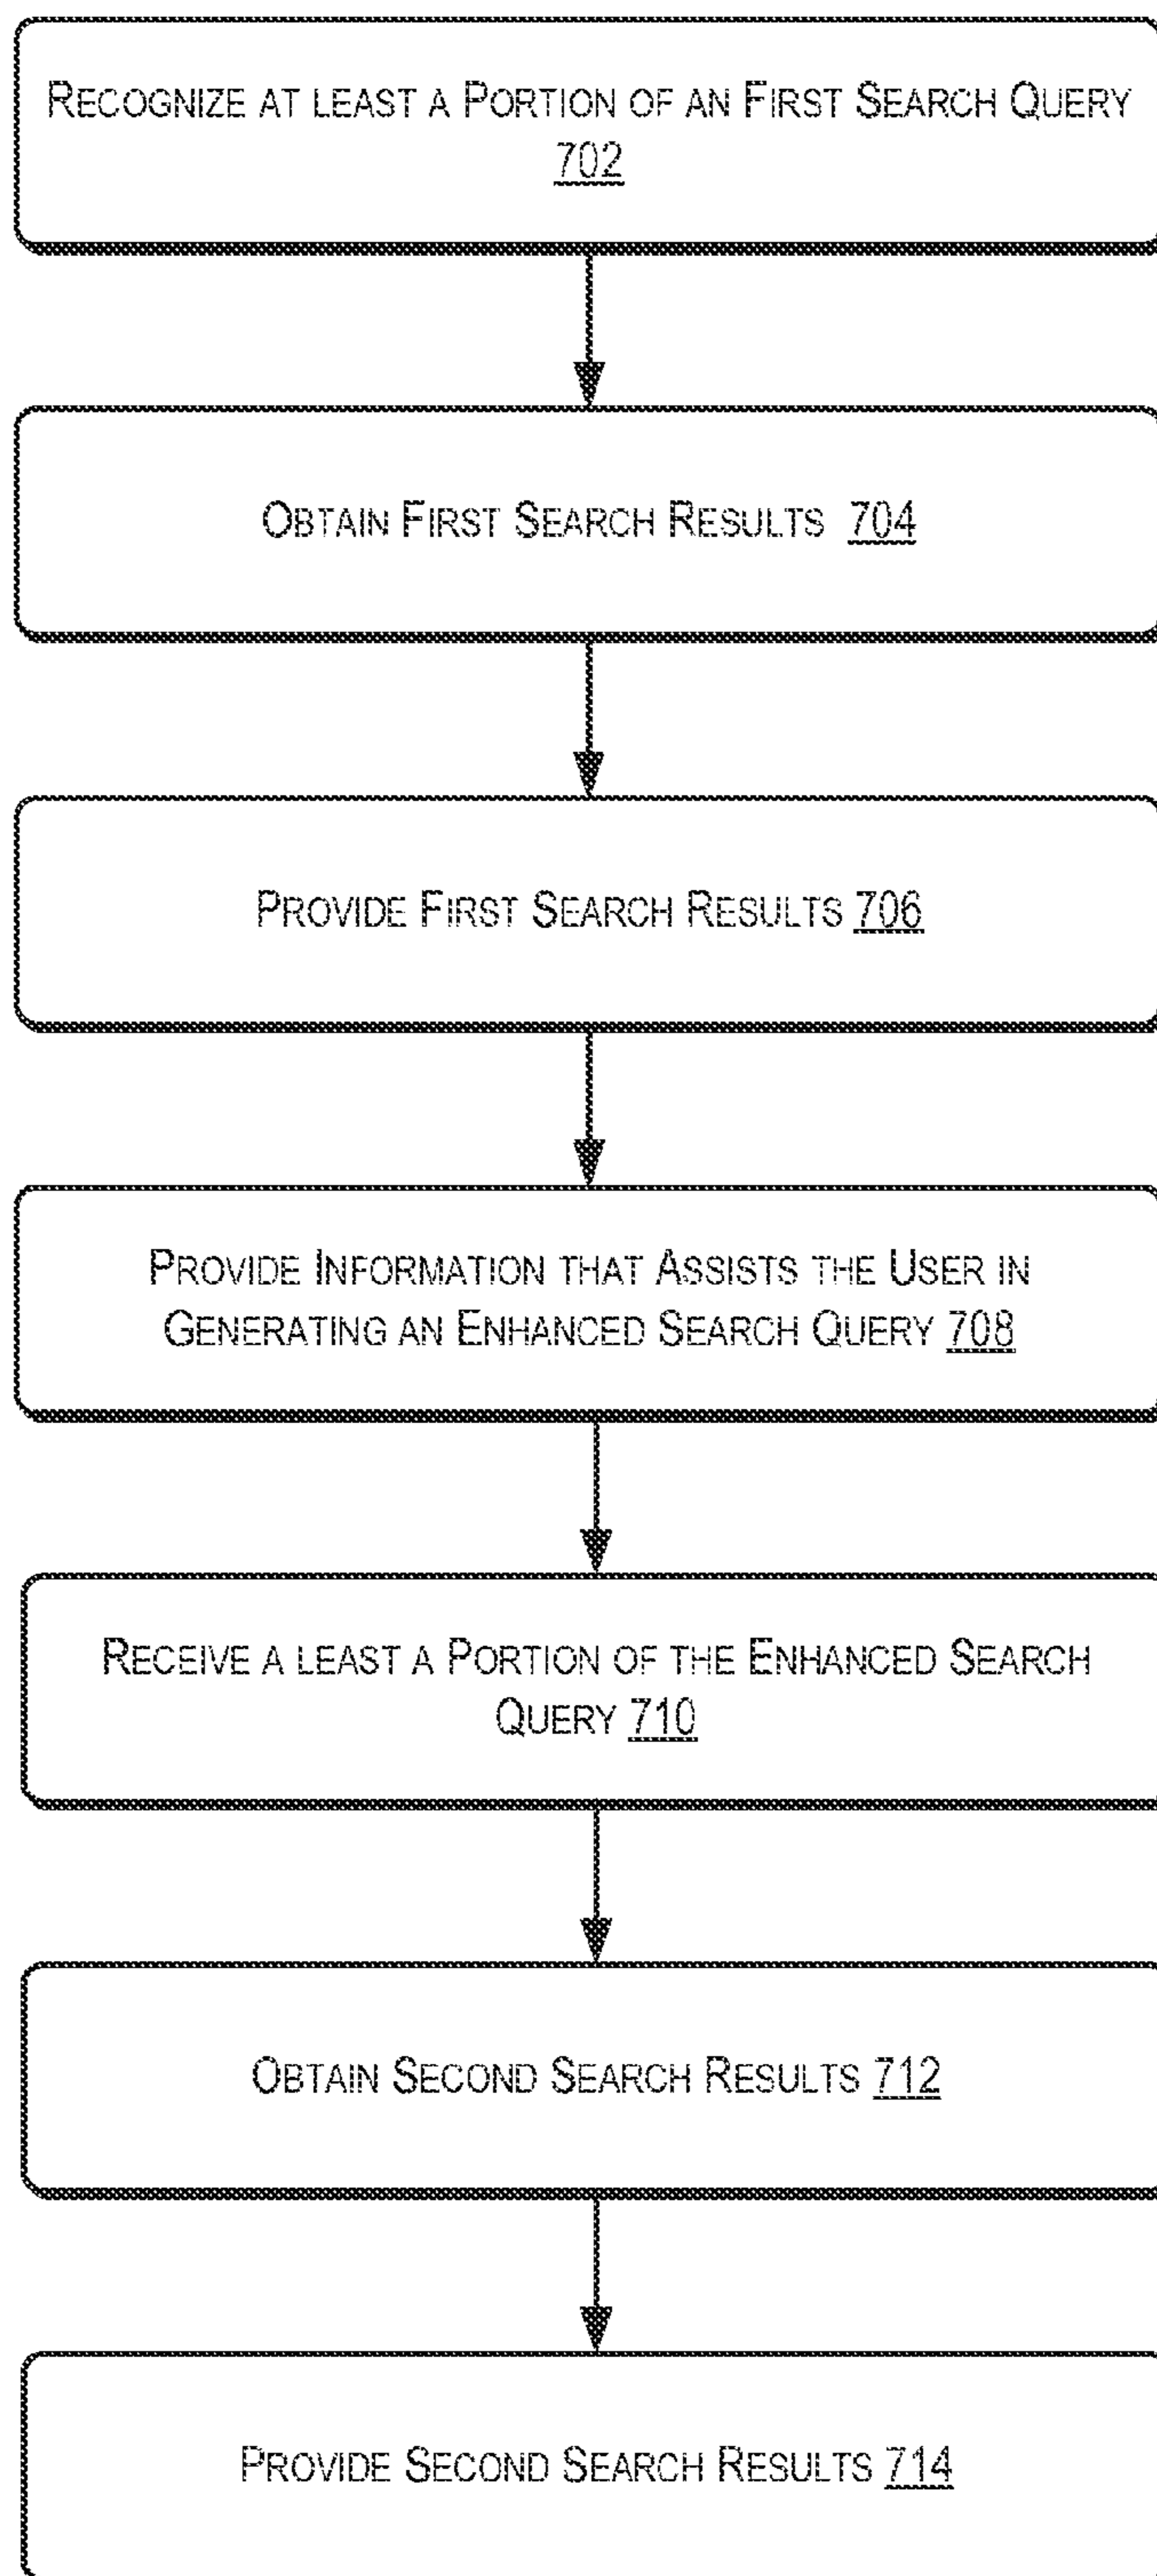 RECOGNIZE AT LEAST A PORTION OF AN FIRST SEARCH QUERY
702
OBTAIN FIRST SEARCH RESULTS 704
PROVIDE FIRST SEARCH RESULTS 706
PROVIDE INFORMATION THAT ASSISTS THE USER IN
GENERATING AN ENHANCED SEARCH QUERY 708
RECEIVE A LEAST A PORTION OF THE ENHANCED SEARCH
QUERY 710
OBTAIN SECOND SEARCH RESULTS 712
PROVIDE SECOND SEARCH RESULTS 714